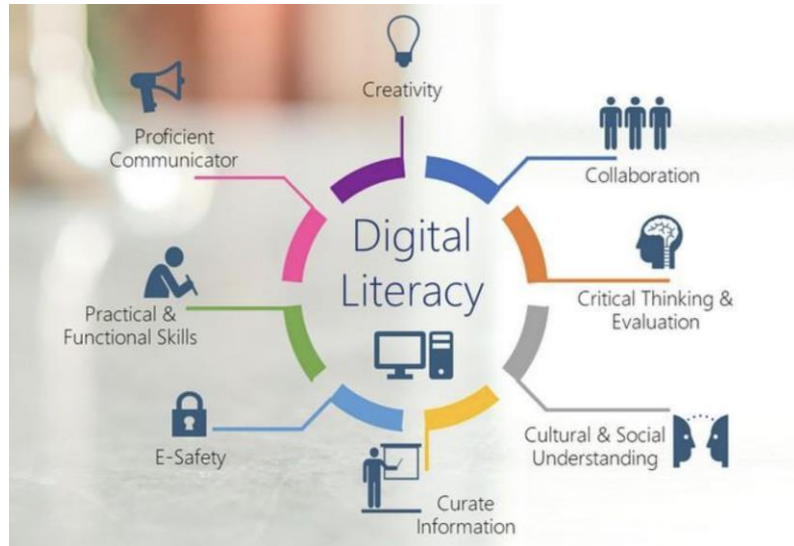 Digital
Literacy
Creativity
Collaboration
Critical Thinking &
Evaluation
Cultural & Social
Understanding
Curate
Information
E-Safety
Practical &
Functional Skills
Proficient
Communicator